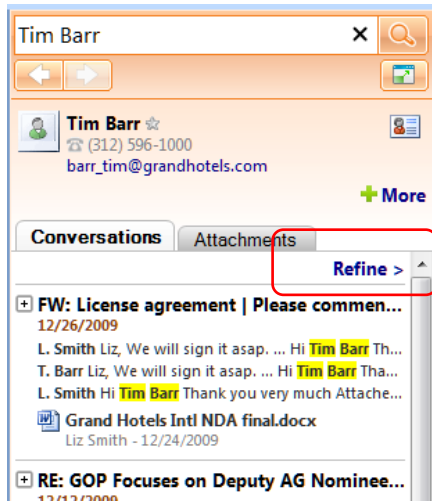 Tim Barr
Tim Barr
(312) 596-1000
barr_tim@grandhotels.com
More
Conversations Attachments
Refine >
FW: License agreement | Please commen...
12/26/2009
L. Smith Liz, We will sign it asap. ... Hi Tim Barr Th...
T. Barr Liz, We will sign it asap. ... Hi Tim Barr Tha...
L. Smith Hi Tim Barr Thank you very much Attache...
Grand Hotels Intl NDA final.docx
Liz Smith - 12/24/2009
RE: GOP Focuses on Deputy AG Nominee...
12/12/2009